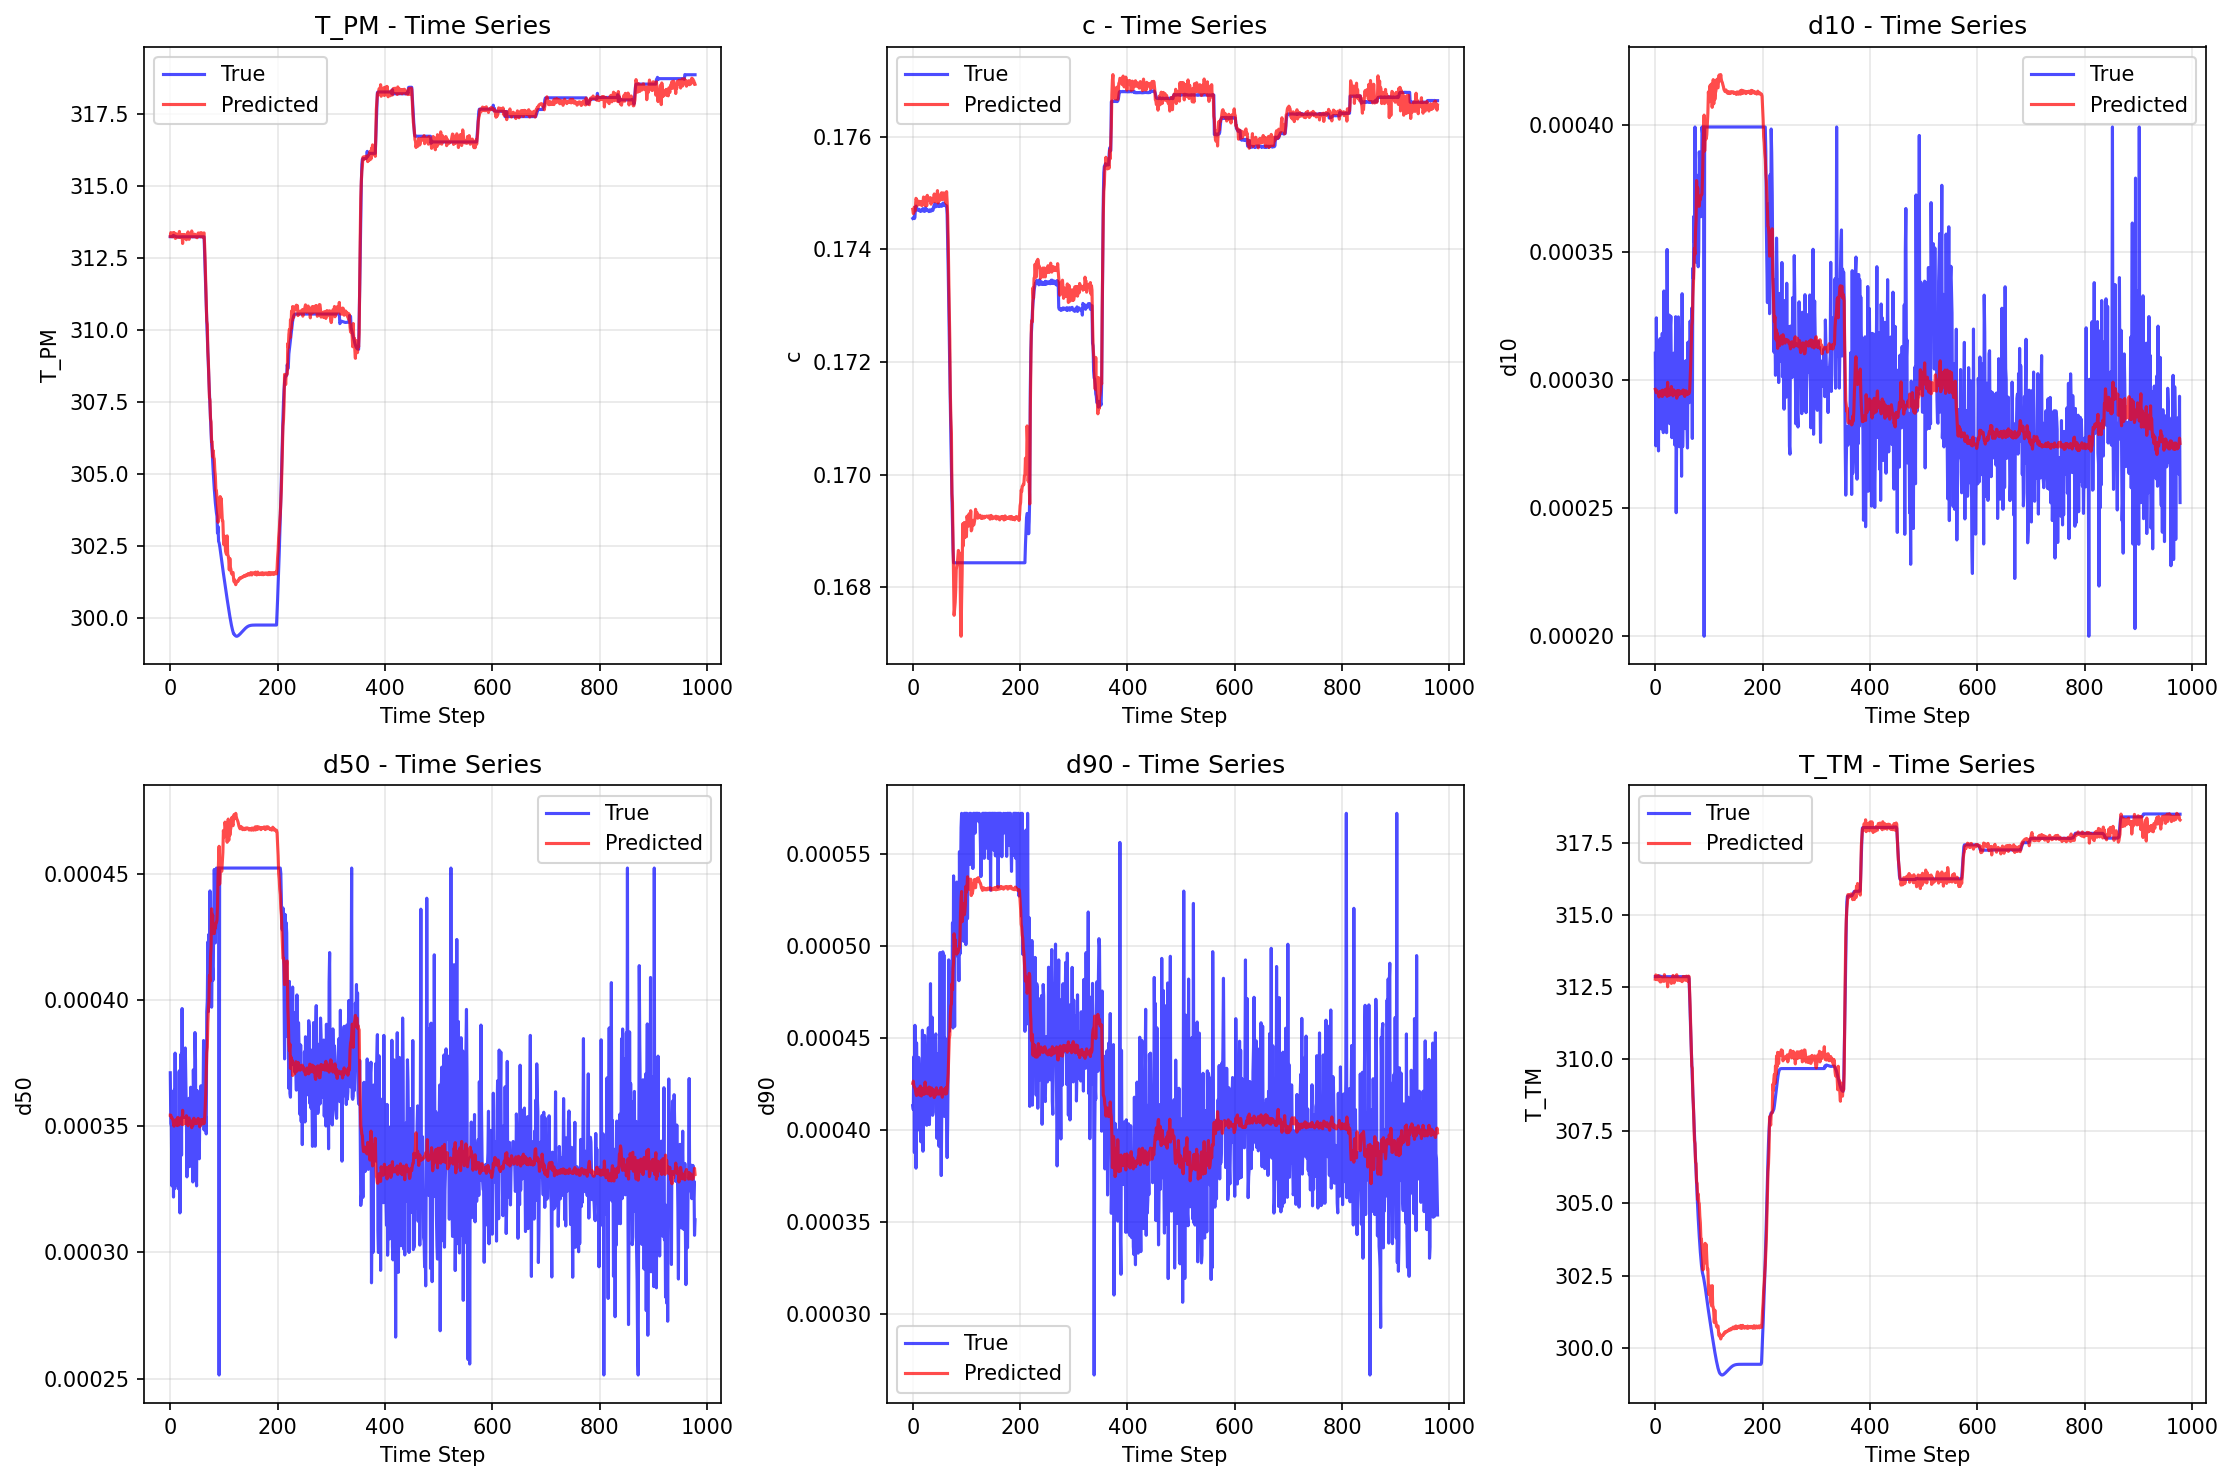 T_PM - Time Series
True
Predicted
317.5
315.0
312.5
310.0
307.5
305.0
302.5
300.0
T_PM
0 200 400 600 800 1000
Time Step
c - Time Series
True
Predicted
0.176
0.174
0.172
0.170
0.168
c
0 200 400 600 800 1000
Time Step
d10 - Time Series
True
Predicted
0.00040
0.00035
0.00030
0.00025
0.00020
d10
0 200 400 600 800 1000
Time Step
d50 - Time Series
True
Predicted
0.00045
0.00040
0.00035
0.00030
0.00025
d50
0 200 400 600 800 1000
Time Step
d90 - Time Series
0.00055
0.00050
0.00045
0.00040
0.00035
0.00030
d90
True
Predicted
0 200 400 600 800 1000
Time Step
T_TM - Time Series
True
Predicted
317.5
315.0
312.5
310.0
307.5
305.0
302.5
300.0
T_TM
0 200 400 600 800 1000
Time Step